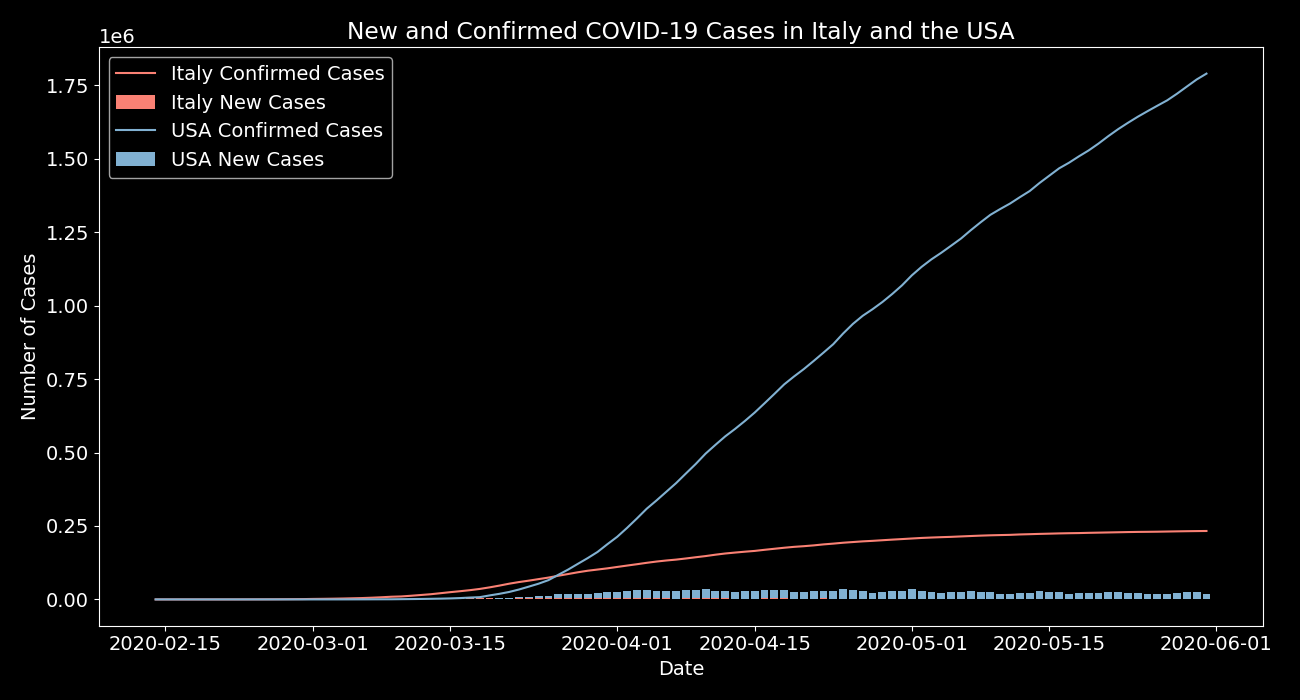 New and Confirmed COVID-19 Cases in Italy and the USA
1e6
Italy Confirmed Cases
Italy New Cases
USA Confirmed Cases
USA New Cases
1.75
1.50
1.25
1.00
0.75
0.50
0.25
0.00
Number of Cases
2020-02-15 2020-03-01 2020-03-15 2020-04-01 2020-04-15 2020-05-01 2020-05-15 2020-06-01
Date